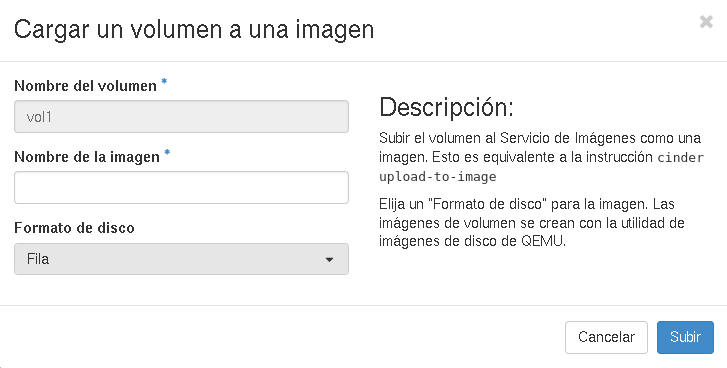 Cargar un volumen a una imagen
×
Nombre del volumen *
vol1
Nombre de la imagen *
Formato de disco
Fila
Descripción:
Subir el volumen al Servicio de Imágenes como una
imagen. Esto es equivalente a la instrucción cinder
upload-to-image
Elija un "Formato de disco" para la imagen. Las
imágenes de volumen se crean con la utilidad de
imágenes de disco de QEMU.
Cancelar
Subir